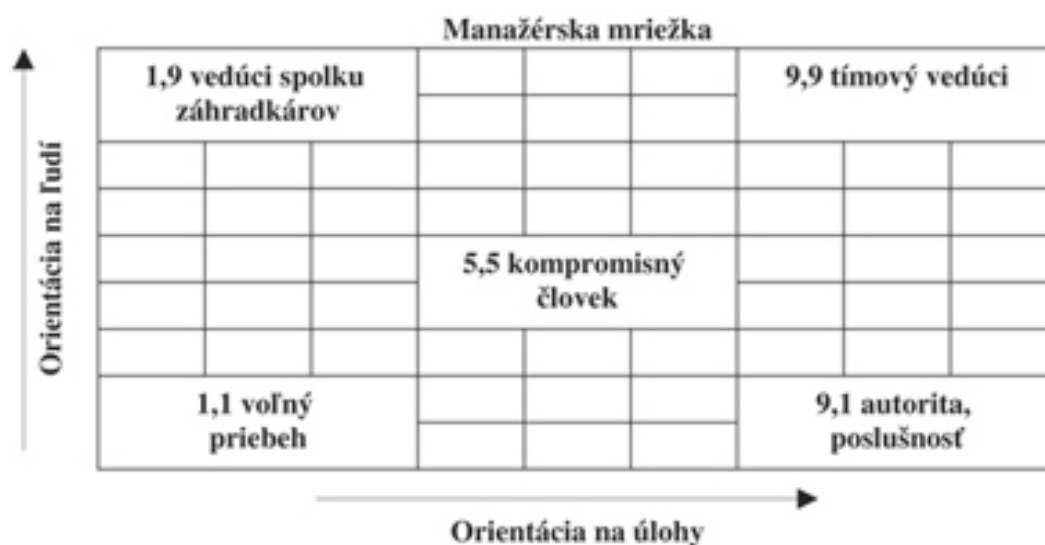 Manažérska mriežka
1,9 vedúci spolku
záhradkárov
9,9 tímový vedúci
Orientácia na ľudí
5,5 kompromisný
človek
1,1 voľný
priebeh
9,1 autorita,
poslušnosť
Orientácia na úlohy